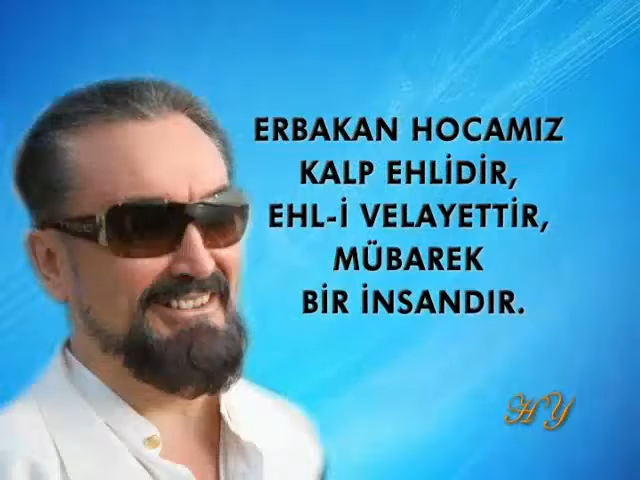 ERBAKAN HOCAMIZ
KALP EHLİDİR,
EHL-İ VELAYETTİR,
MÜBAREK
BİR İNSANDIR.
HY